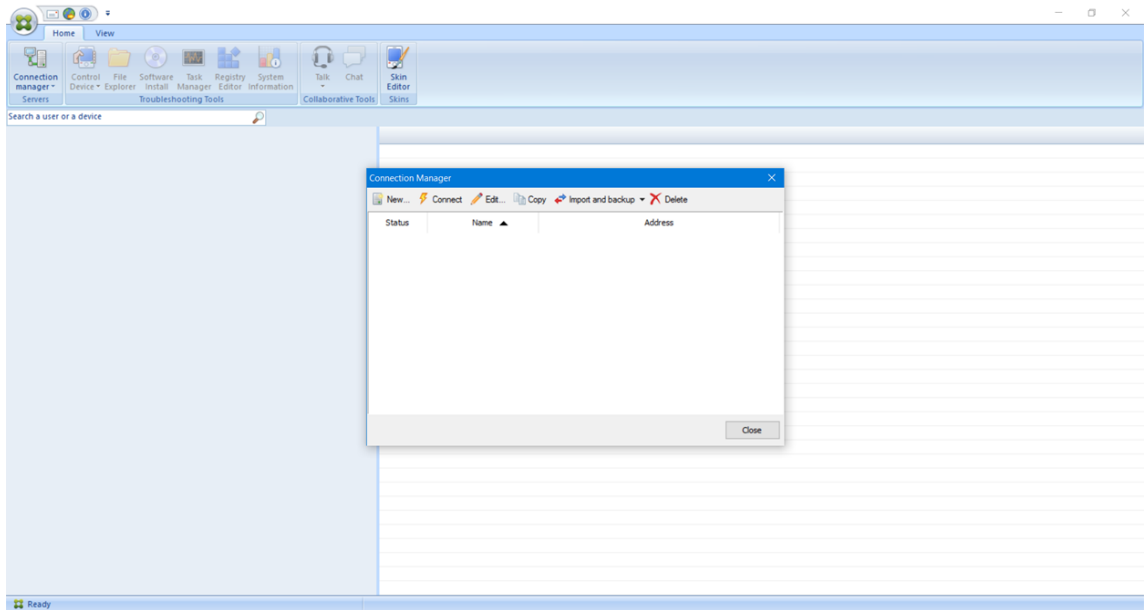 Home View
Connection manager
Control Device
File Explorer
Software Install
Task Manager
Registry Editor
System Information
Talk
Chat
Skin Editor
Servers
Troubleshooting Tools
Collaborative Tools
Skins
Search a user or a device
Connection Manager
New... Connect Edit... Copy Import and backup Delete
Status Name Address
Close
Ready